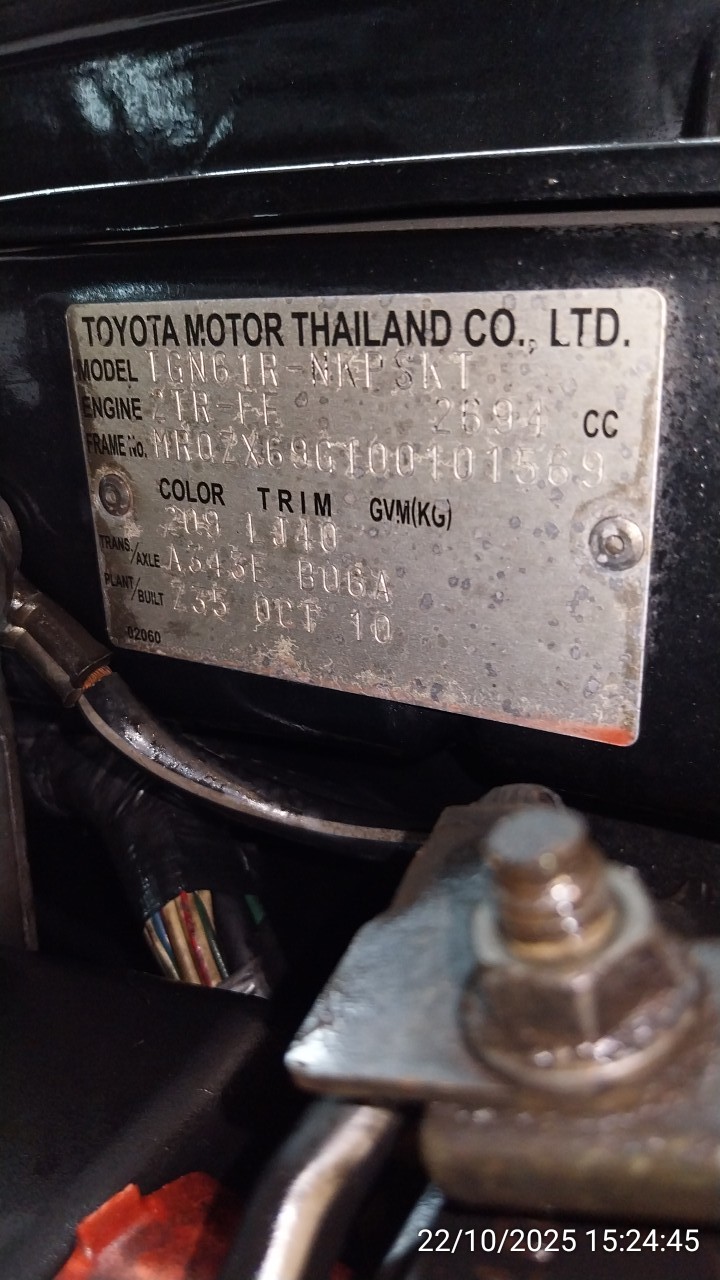 TOYOTA MOTOR THAILAND CO., LTD.
MODEL TGN61R-NKPSKT
ENGINE 2TR-FE 2694 CC
FRAME No. MR0ZX69G100101569
COLOR TRIM GVM(KG)
209 LJ40
TRANS./AXLE A343E B06A
PLANT/BUILT Z35 OCT 10
82060
22/10/2025 15:24:45